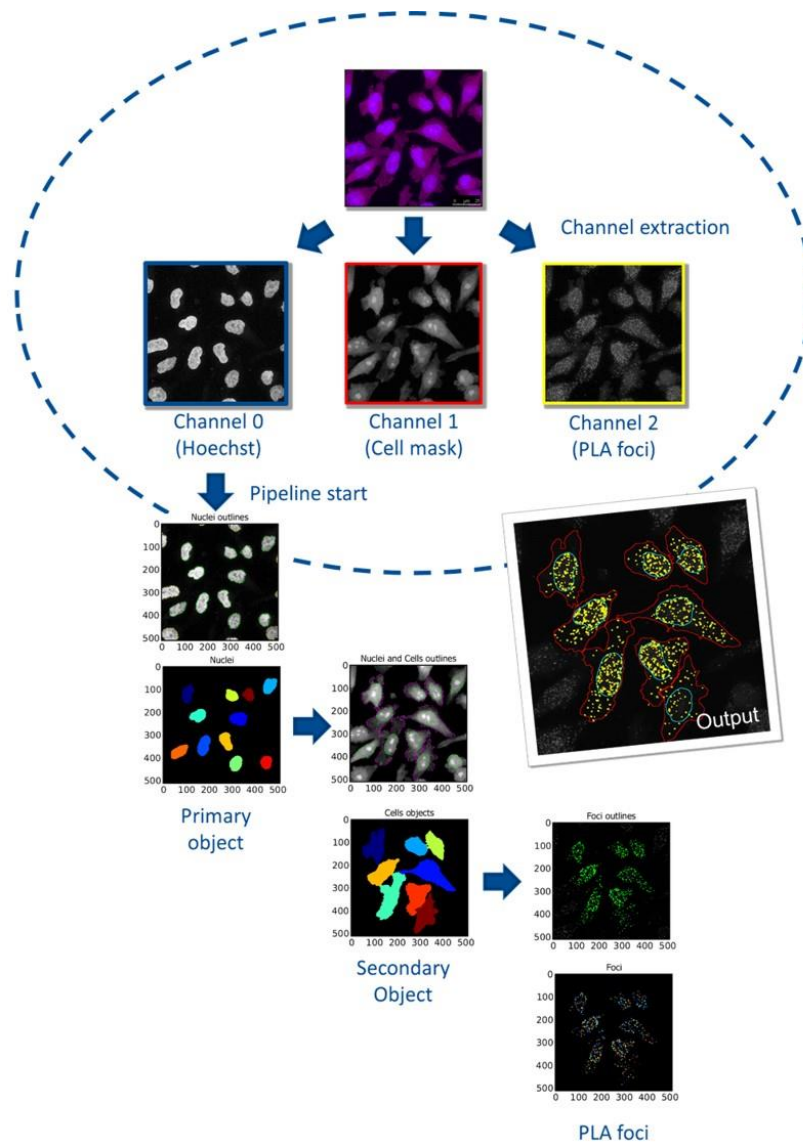 Channel extraction
Channel 0
(Hoechst)
Channel 1
(Cell mask)
Channel 2
(PLA foci)
Pipeline start
Nuclei outlines
0
100
200
300
400
500
0 100 200 300 400 500
Nuclei
0
100
200
300
400
500
0 100 200 300 400 500
Primary
object
Nuclei and Cells outlines
0
100
200
300
400
500
0 100 200 300 400 500
Output
Cells objects
0
100
200
300
400
500
0 100 200 300 400 500
Secondary
Object
Foci outlines
0
100
200
300
400
500
0 100 200 300 400 500
Foci
0
100
200
300
400
500
0 100 200 300 400 500
PLA foci